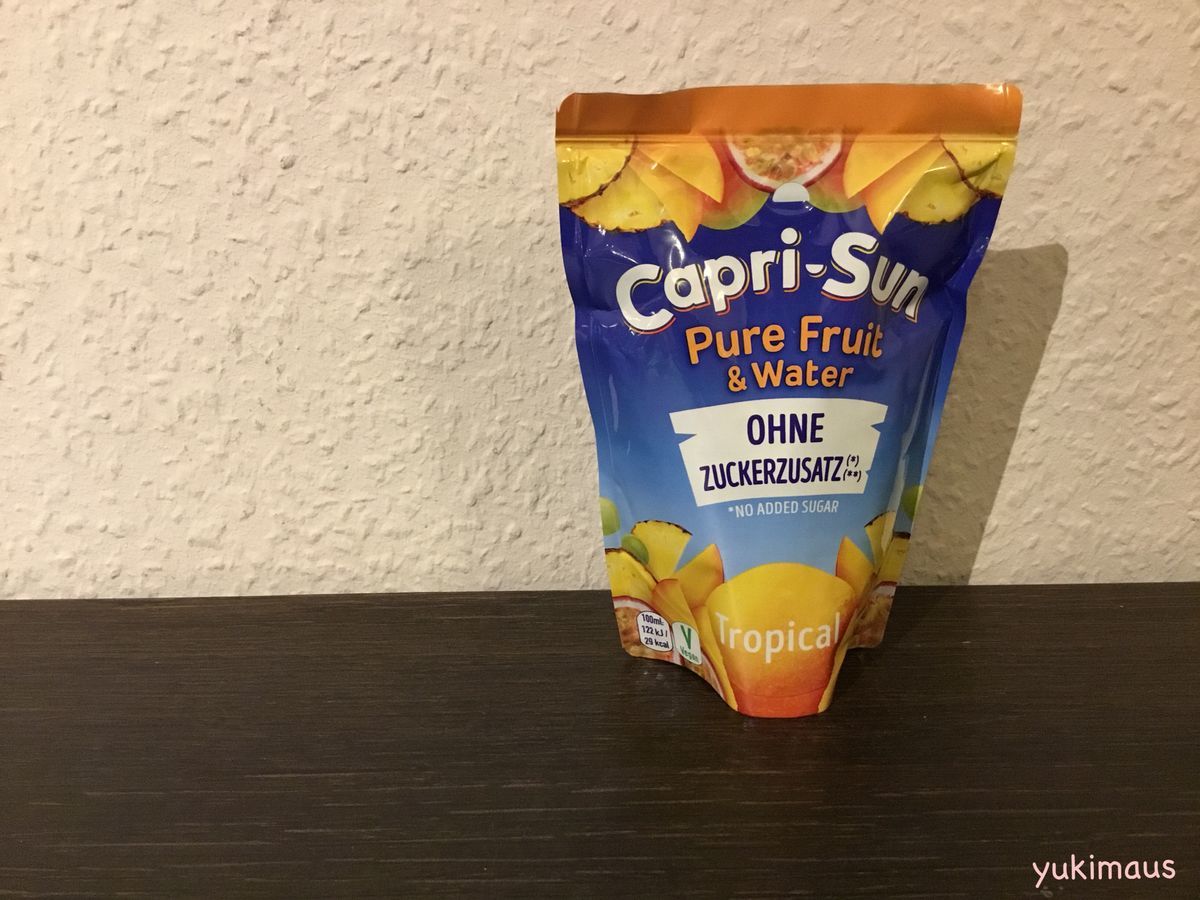 Capri-Sun
Pure Fruit
& Water
OHNE
ZUCKERZUSATZ(*)(**)
*NO ADDED SUGAR
Tropical
100ml:
122 kJ /
29 kcal
V
Vegan
yukimaus